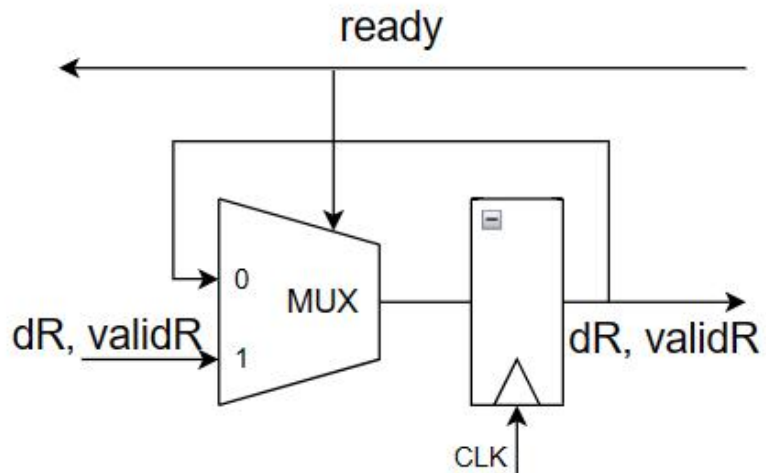 ready
0
MUX
dR, validR
1
dR, validR
CLK